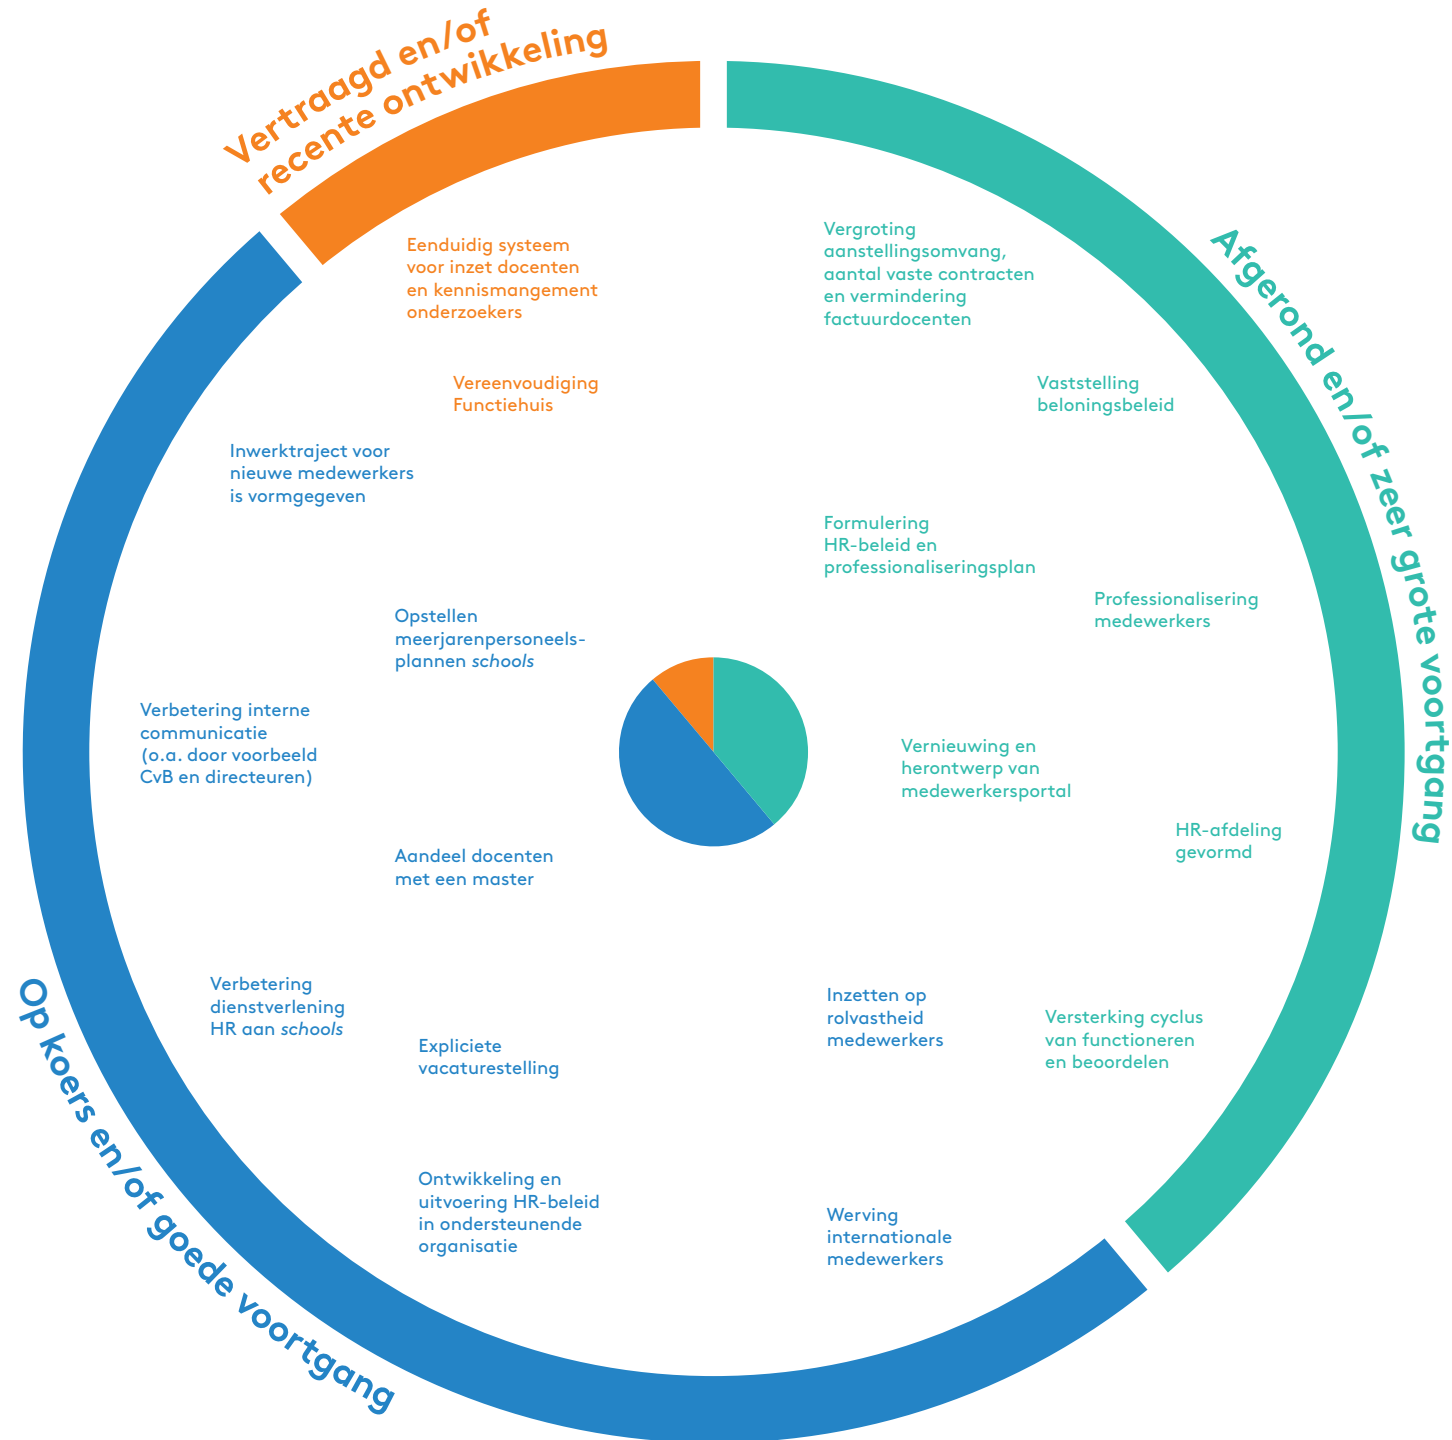 Vertraagd en/of
recente ontwikkeling
Eenduidig systeem
voor inzet docenten
en kennismangement
onderzoekers
Vereenvoudiging
Functiehuis
Afgerond en/of zeer grote voortgang
Vergroting
aanstellingsomvang,
aantal vaste contracten
en vermindering
factuurdocenten
Vaststelling
beloningsbeleid
Formulering
HR-beleid en
professionaliseringsplan
Professionalisering
medewerkers
Vernieuwing en
herontwerp van
medewerkersportal
HR-afdeling
gevormd
Versterking cyclus
van functioneren
en beoordelen
Op koers en/of goede voortgang
Inwerktraject voor
nieuwe medewerkers
is vormgegeven
Opstellen
meerjarenpersoneels-
plannen schools
Verbetering interne
communicatie
(o.a. door voorbeeld
CvB en directeuren)
Aandeel docenten
met een master
Verbetering
dienstverlening
HR aan schools
Expliciete
vacaturestelling
Ontwikkeling en
uitvoering HR-beleid
in ondersteunende
organisatie
Inzetten op
rolvastheid
medewerkers
Werving
internationale
medewerkers